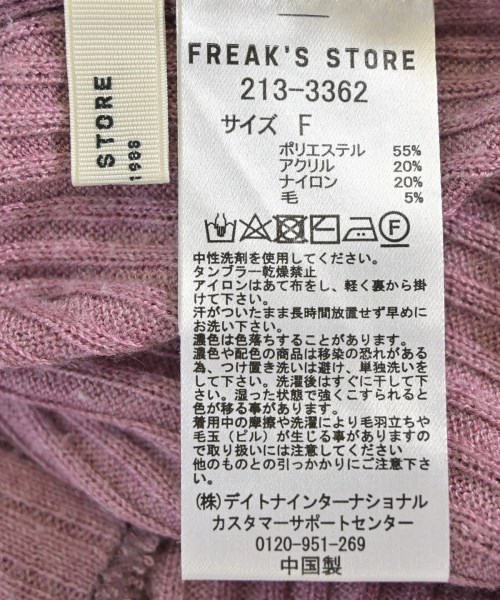 STORE
1986
FREAK'S STORE
213-3362
サイズ F
ポリエステル 55%
アクリル 20%
ナイロン 20%
毛 5%
F
中性洗剤を使用してください。
タンブラー乾燥禁止
アイロンはあて布をし、軽く裏から掛
けて下さい。
汗がついたまま長時間放置せず早めに
お洗い下さい。
濃色は色落ちすることがあります。
濃色や配色の商品は移染の恐れがある
為、つけ置き洗いは避け、単独洗いを
して下さい。洗濯後はすぐに干して下
さい。湿った状態で強くこすられると
色が移る事があります。
着用中の摩擦や洗濯により毛羽立ちや
毛玉（ピル）が生じる事がありますの
で取り扱いには注意して下さい
他のものとの引っかかりにご注意下さ
い。
(株)デイトナインターナショナル
カスタマーサポートセンター
0120-951-269
中国製